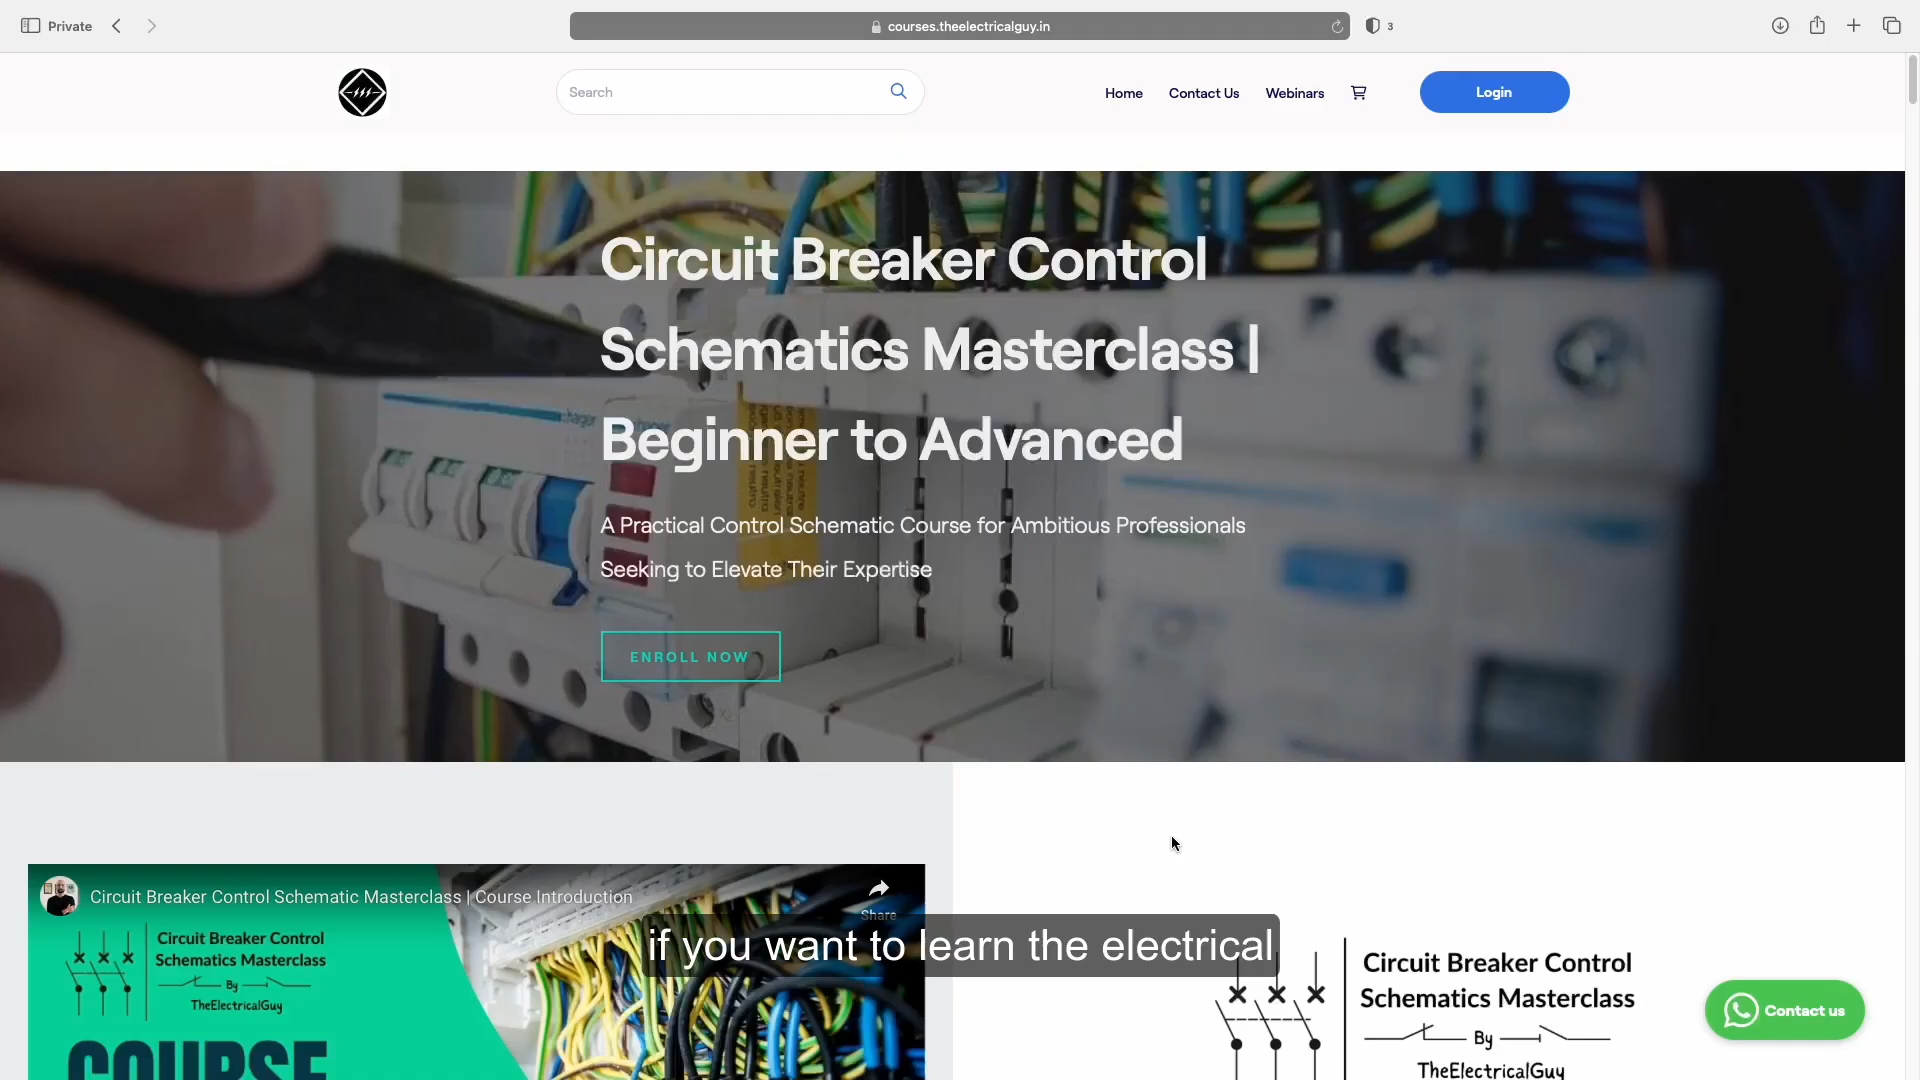 Private
courses.theelectricalguy.in
3
Search
Home
Contact Us
Webinars
Login
Circuit Breaker Control
Schematics Masterclass |
Beginner to Advanced
A Practical Control Schematic Course for Ambitious Professionals
Seeking to Elevate Their Expertise
ENROLL NOW
Circuit Breaker Control Schematic Masterclass | Course Introduction
Share
Circuit Breaker Control
Schematics Masterclass
By
TheElectricalGuy
COURSE
if you want to learn the electrical
Circuit Breaker Control
Schematics Masterclass
By
TheElectricalGuy
Contact us